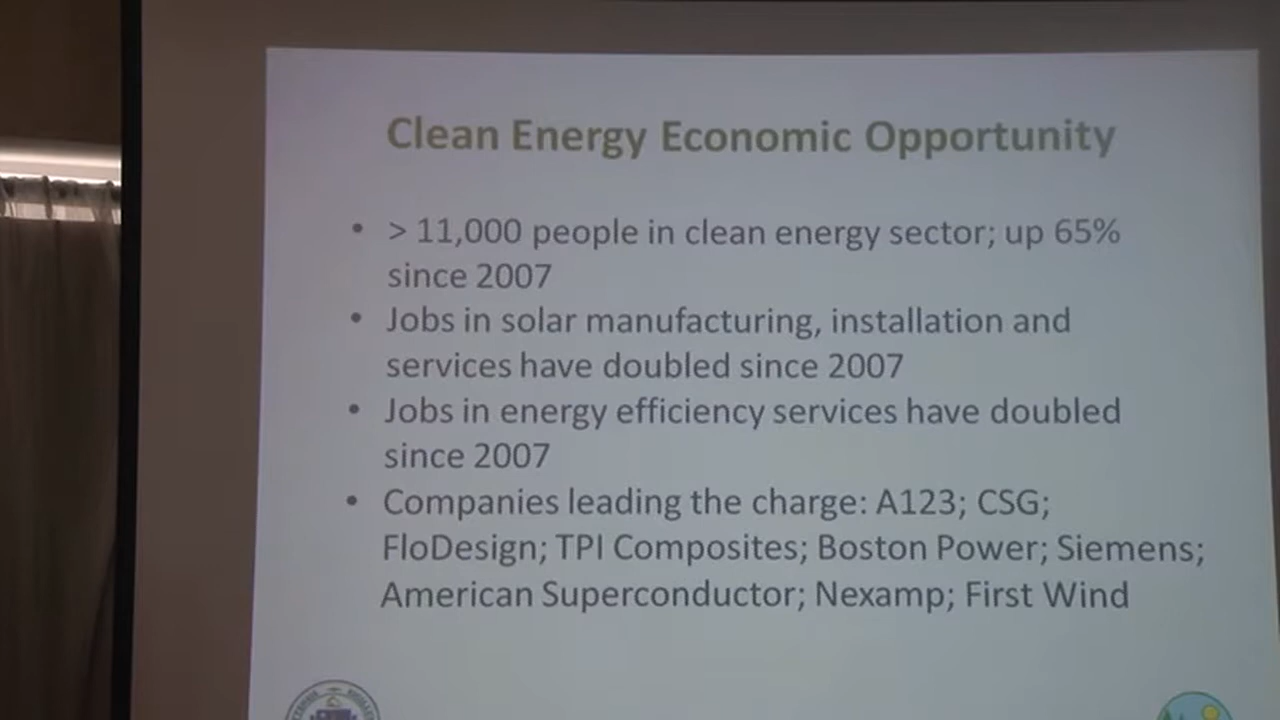 Clean Energy Economic Opportunity
• > 11,000 people in clean energy sector; up 65%
since 2007
• Jobs in solar manufacturing, installation and
services have doubled since 2007
• Jobs in energy efficiency services have doubled
since 2007
• Companies leading the charge: A123; CSG;
FloDesign; TPI Composites; Boston Power; Siemens;
American Superconductor; Nexamp; First Wind